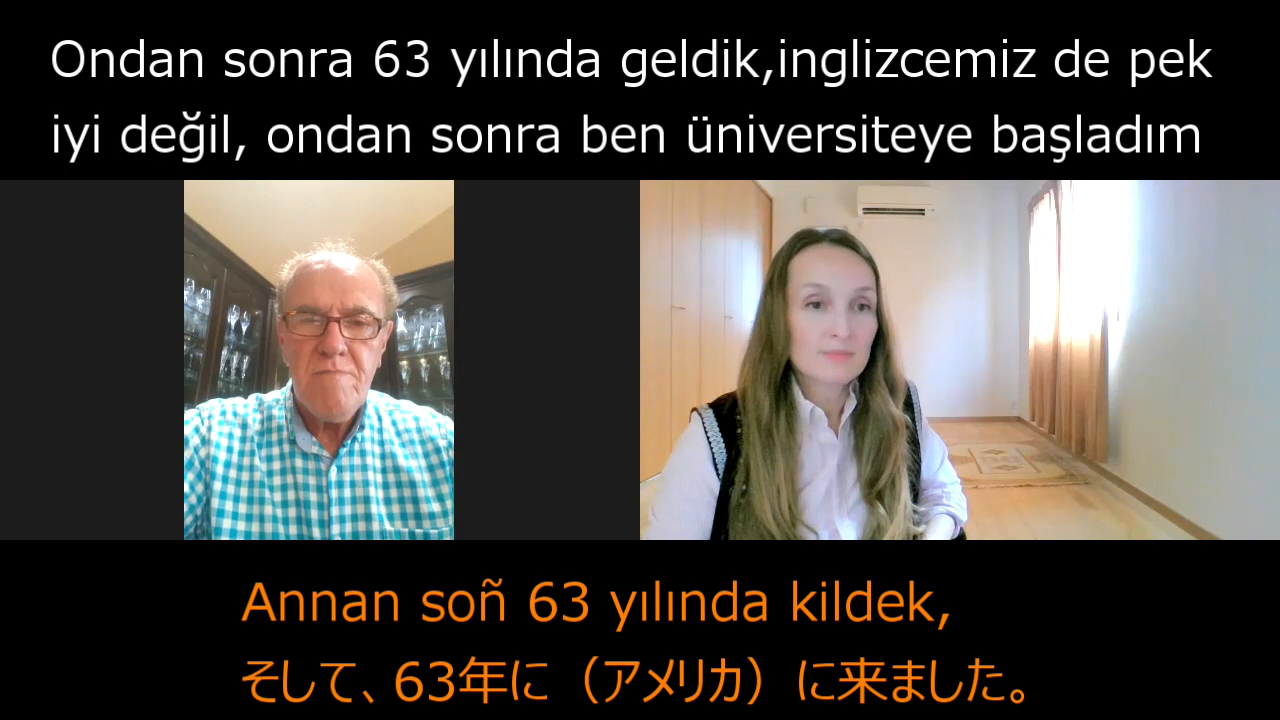 Ondan sonra 63 yılında geldik,inglizcemiz de pek
iyi değil, ondan sonra ben üniversiteye başladım
Annan soñ 63 yılında kildek,
そして、63年に（アメリカ）に来ました。